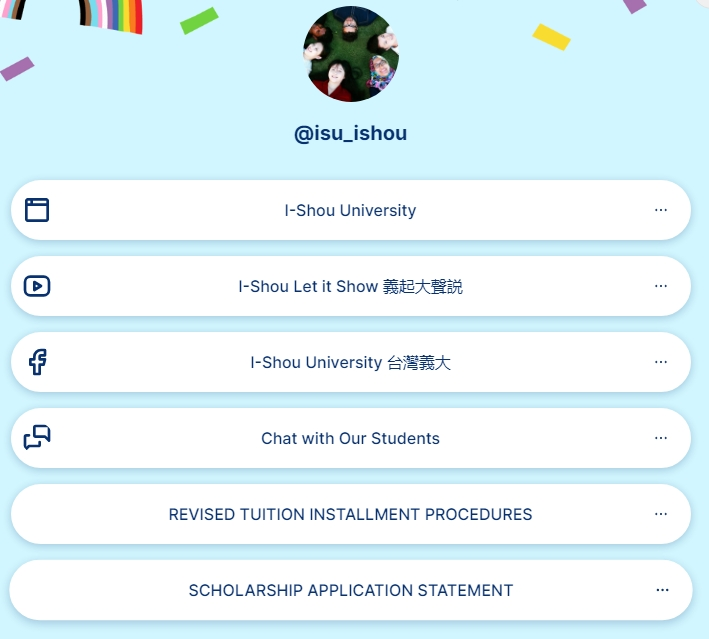 @isu_ishou
I-Shou University
I-Shou Let it Show 義起大聲説
I-Shou University 台灣義大
Chat with Our Students
REVISED TUITION INSTALLMENT PROCEDURES
SCHOLARSHIP APPLICATION STATEMENT